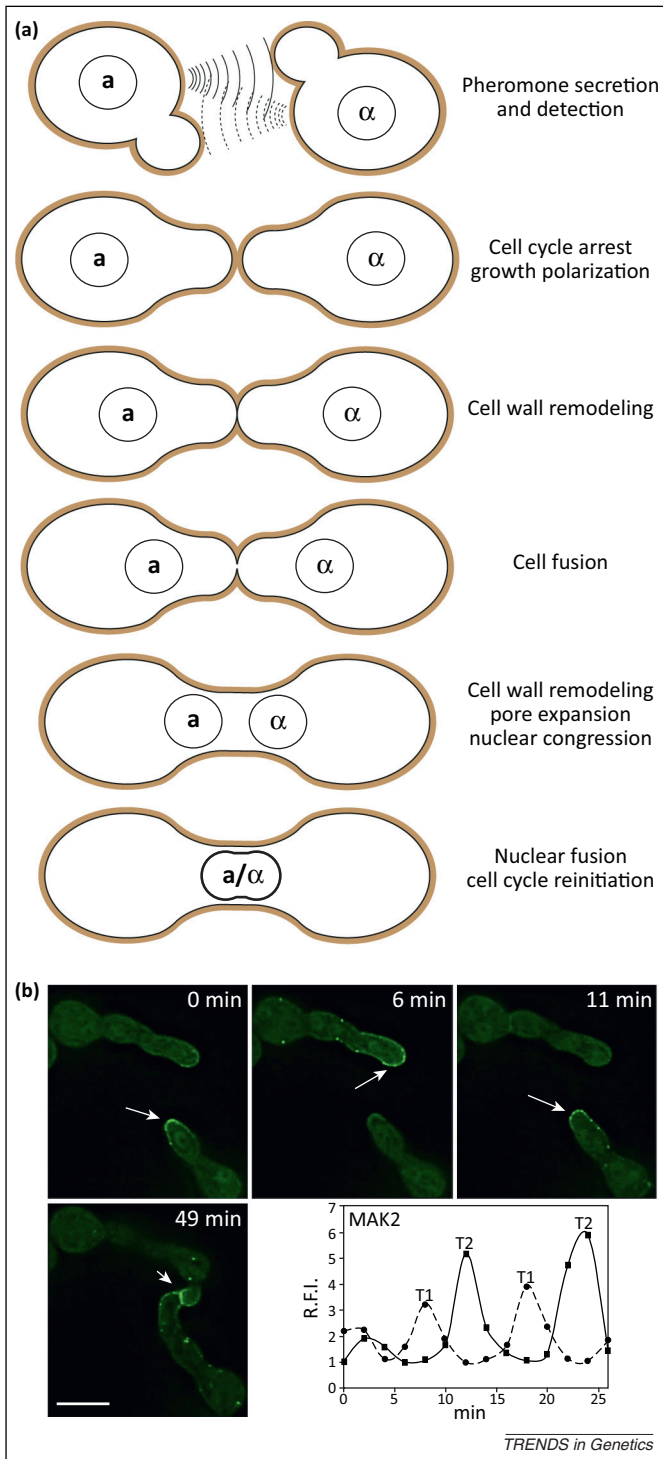 (a)
a
α
Pheromone secretion
and detection
a
α
Cell cycle arrest
growth polarization
a
α
Cell wall remodeling
a
α
Cell fusion
a
α
Cell wall remodeling
pore expansion
nuclear congression
a/α
Nuclear fusion
cell cycle reinitiation
(b)
0 min
6 min
11 min
49 min
MAK2
T1
T2
T1
T2
R.F.I.
7
6
5
4
3
2
1
0
0
5
10
15
20
25
min
TRENDS in Genetics